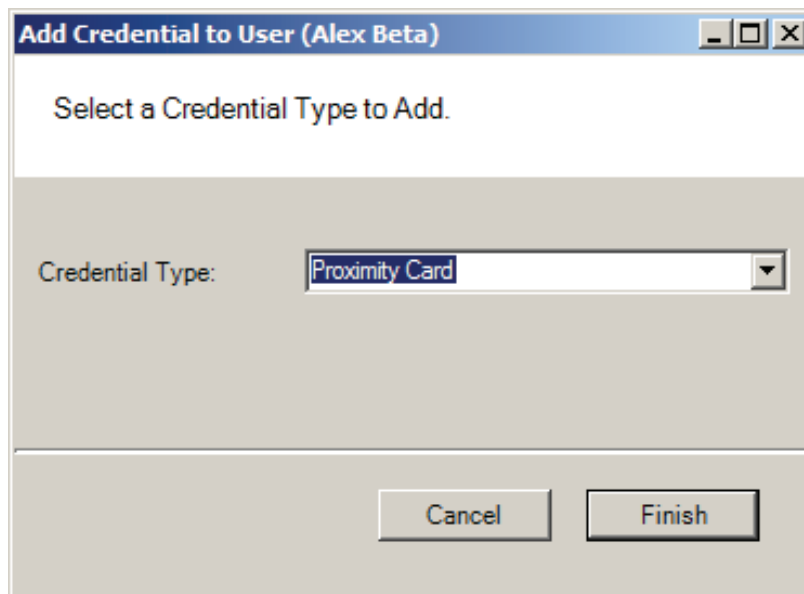 Add Credential to User (Alex Beta)
Select a Credential Type to Add.
Credential Type: Proximity Card
Cancel Finish